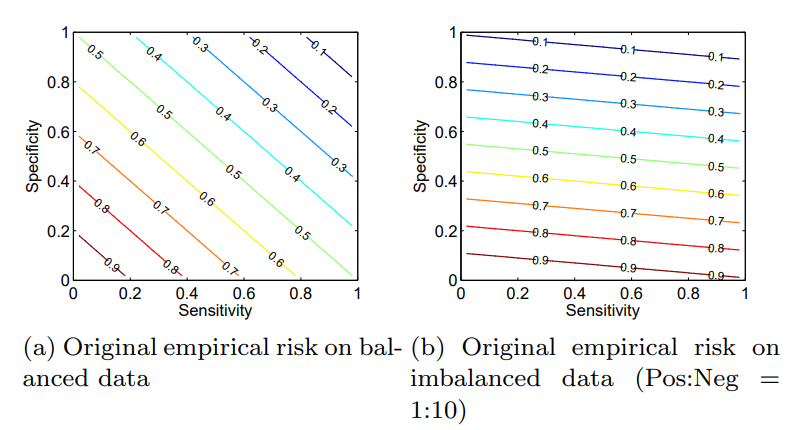 1
0.8
0.6
0.4
0.2
0
Specificity
0.5 0.4 0.3 0.2 0.1
0.5 0.4 0.3 0.2
0.6 0.5 0.4 0.3
0.7 0.6 0.5
0.8 0.7 0.6
0.9 0.8 0.7
0 0.2 0.4 0.6 0.8 1
Sensitivity
1
0.8
0.6
0.4
0.2
0
Specificity
0.1 0.1 0.1
0.2 0.2 0.2
0.3 0.3 0.3
0.4 0.4 0.4
0.5 0.5 0.5
0.6 0.6 0.6
0.7 0.7 0.7
0.8 0.8 0.8
0.9 0.9 0.9
0 0.2 0.4 0.6 0.8 1
Sensitivity
(a) Original empirical risk on bal-
anced data
(b) Original empirical risk on
imbalanced data (Pos:Neg =
1:10)